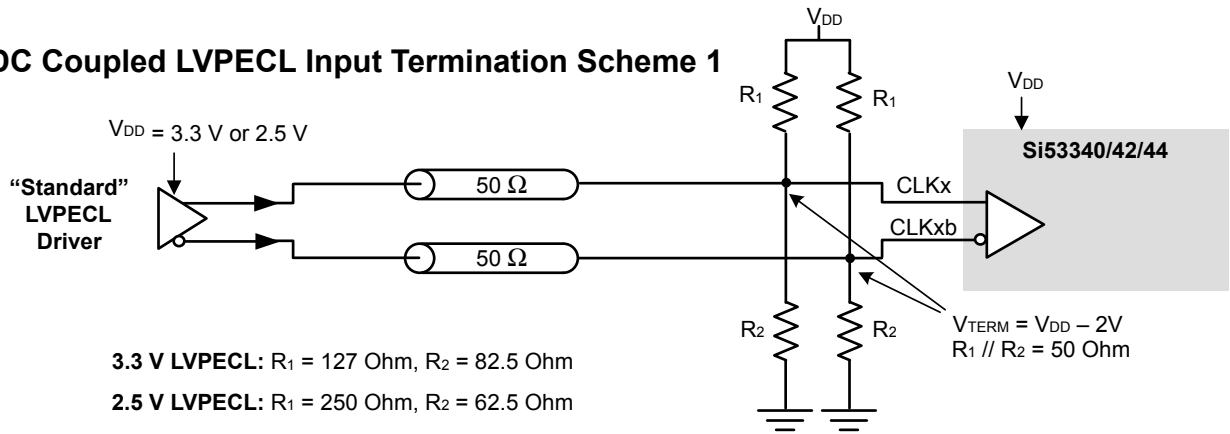 DC Coupled LVPECL Input Termination Scheme 1
VDD
R1
R1
VDD
VDD = 3.3 V or 2.5 V
Si53340/42/44
"Standard"
LVPECL
Driver
50 Ω
CLKx
50 Ω
CLKxb
R2
R2
VTERM = VDD – 2V
R1 // R2 = 50 Ohm
3.3 V LVPECL: R1 = 127 Ohm, R2 = 82.5 Ohm
2.5 V LVPECL: R1 = 250 Ohm, R2 = 62.5 Ohm